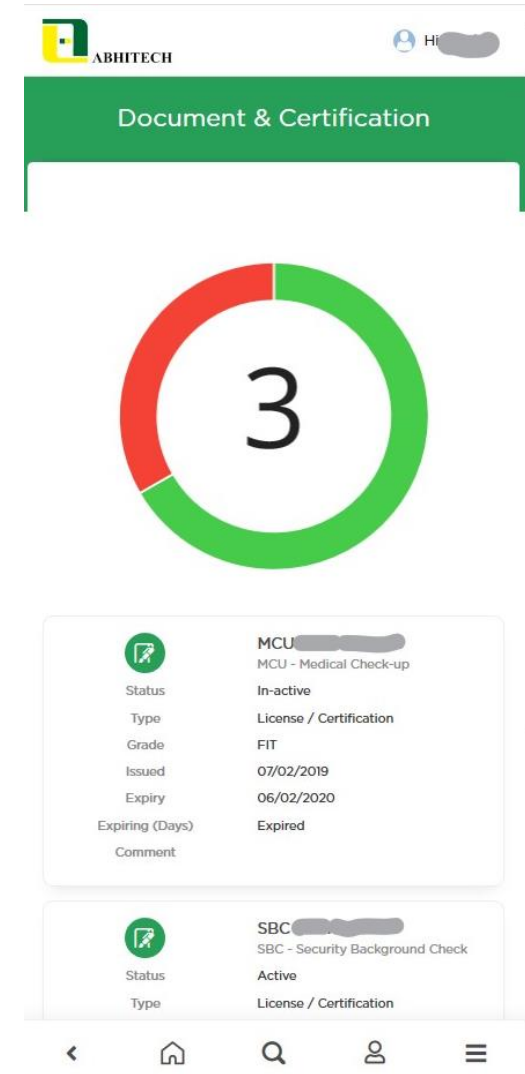 ABHITECH
Hi
Document & Certification
3
MCU
MCU - Medical Check-up
Status In-active
Type License / Certification
Grade FIT
Issued 07/02/2019
Expiry 06/02/2020
Expiring (Days) Expired
Comment
SBC
SBC - Security Background Check
Status Active
Type License / Certification